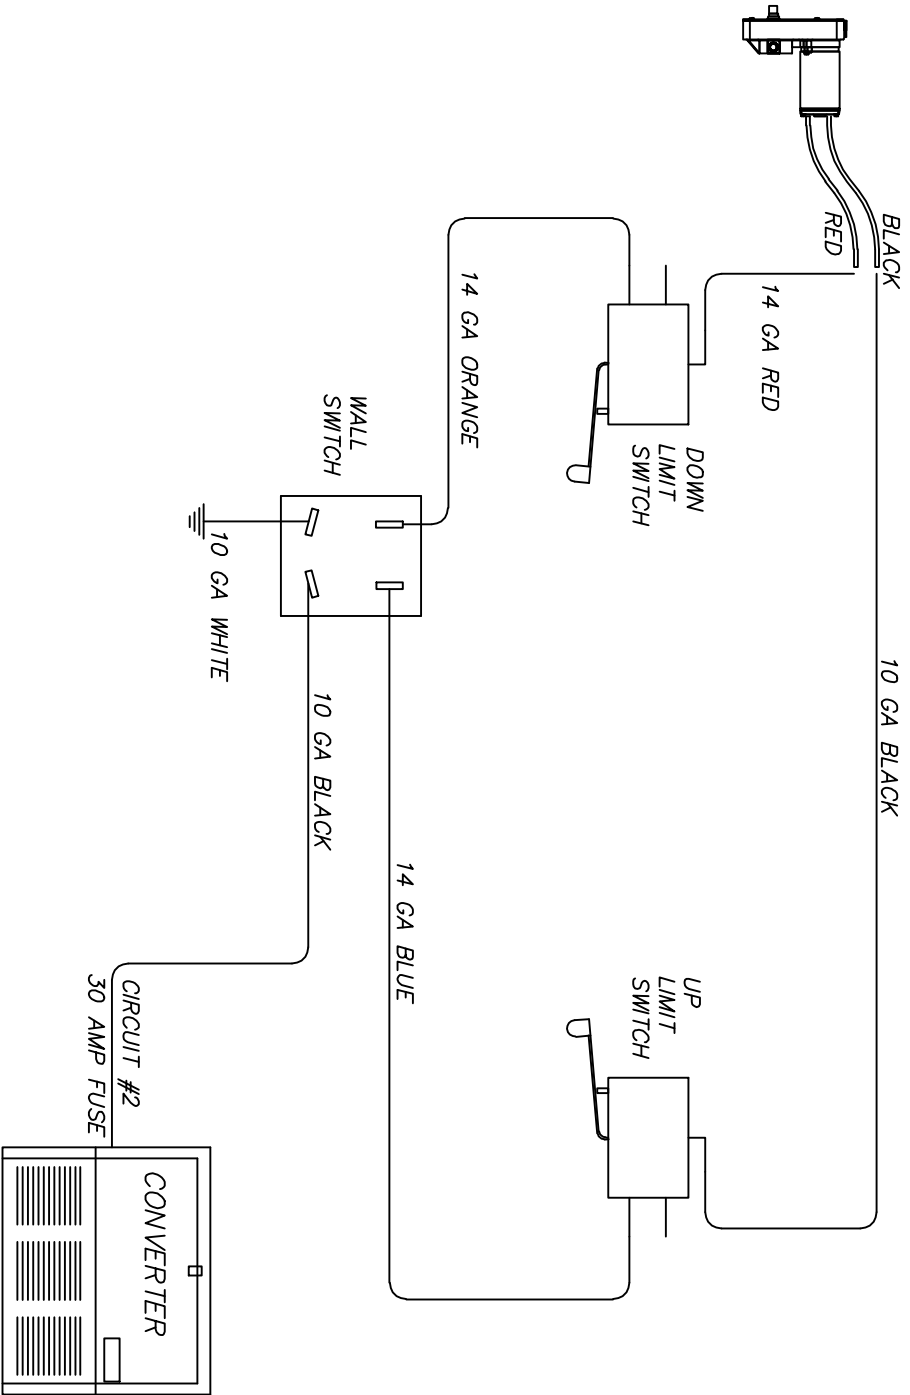 BLACK
RED
14 GA RED
10 GA BLACK
14 GA ORANGE
DOWN
LIMIT
SWITCH
UP
LIMIT
SWITCH
WALL
SWITCH
10 GA WHITE
10 GA BLACK
14 GA BLUE
CIRCUIT #2
30 AMP FUSE
CONVERTER